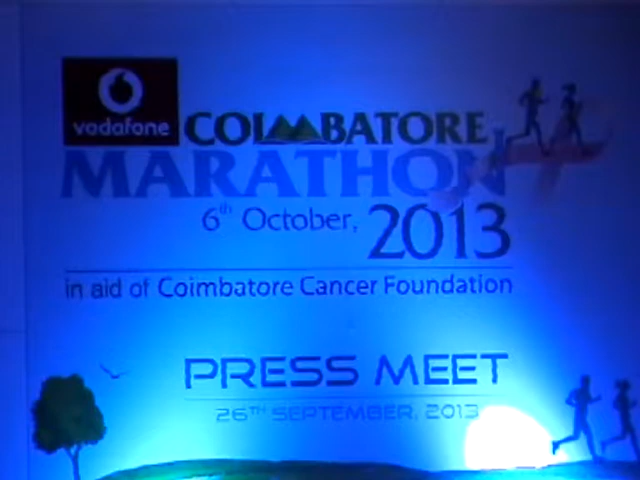 vodafone
COIMBATORE
MARATHON
6th October, 2013
in aid of Coimbatore Cancer Foundation
PRESS MEET
26TH SEPTEMBER, 2013